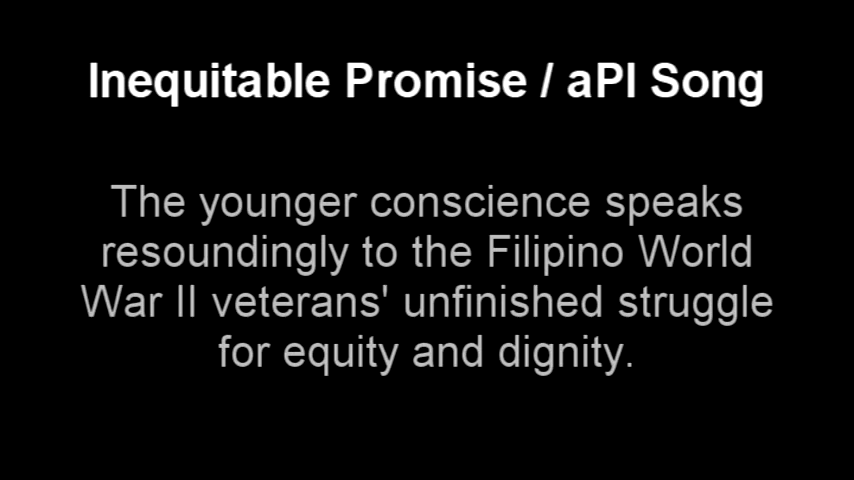 Inequitable Promise / aPI Song
The younger conscience speaks
resoundingly to the Filipino World
War II veterans' unfinished struggle
for equity and dignity.